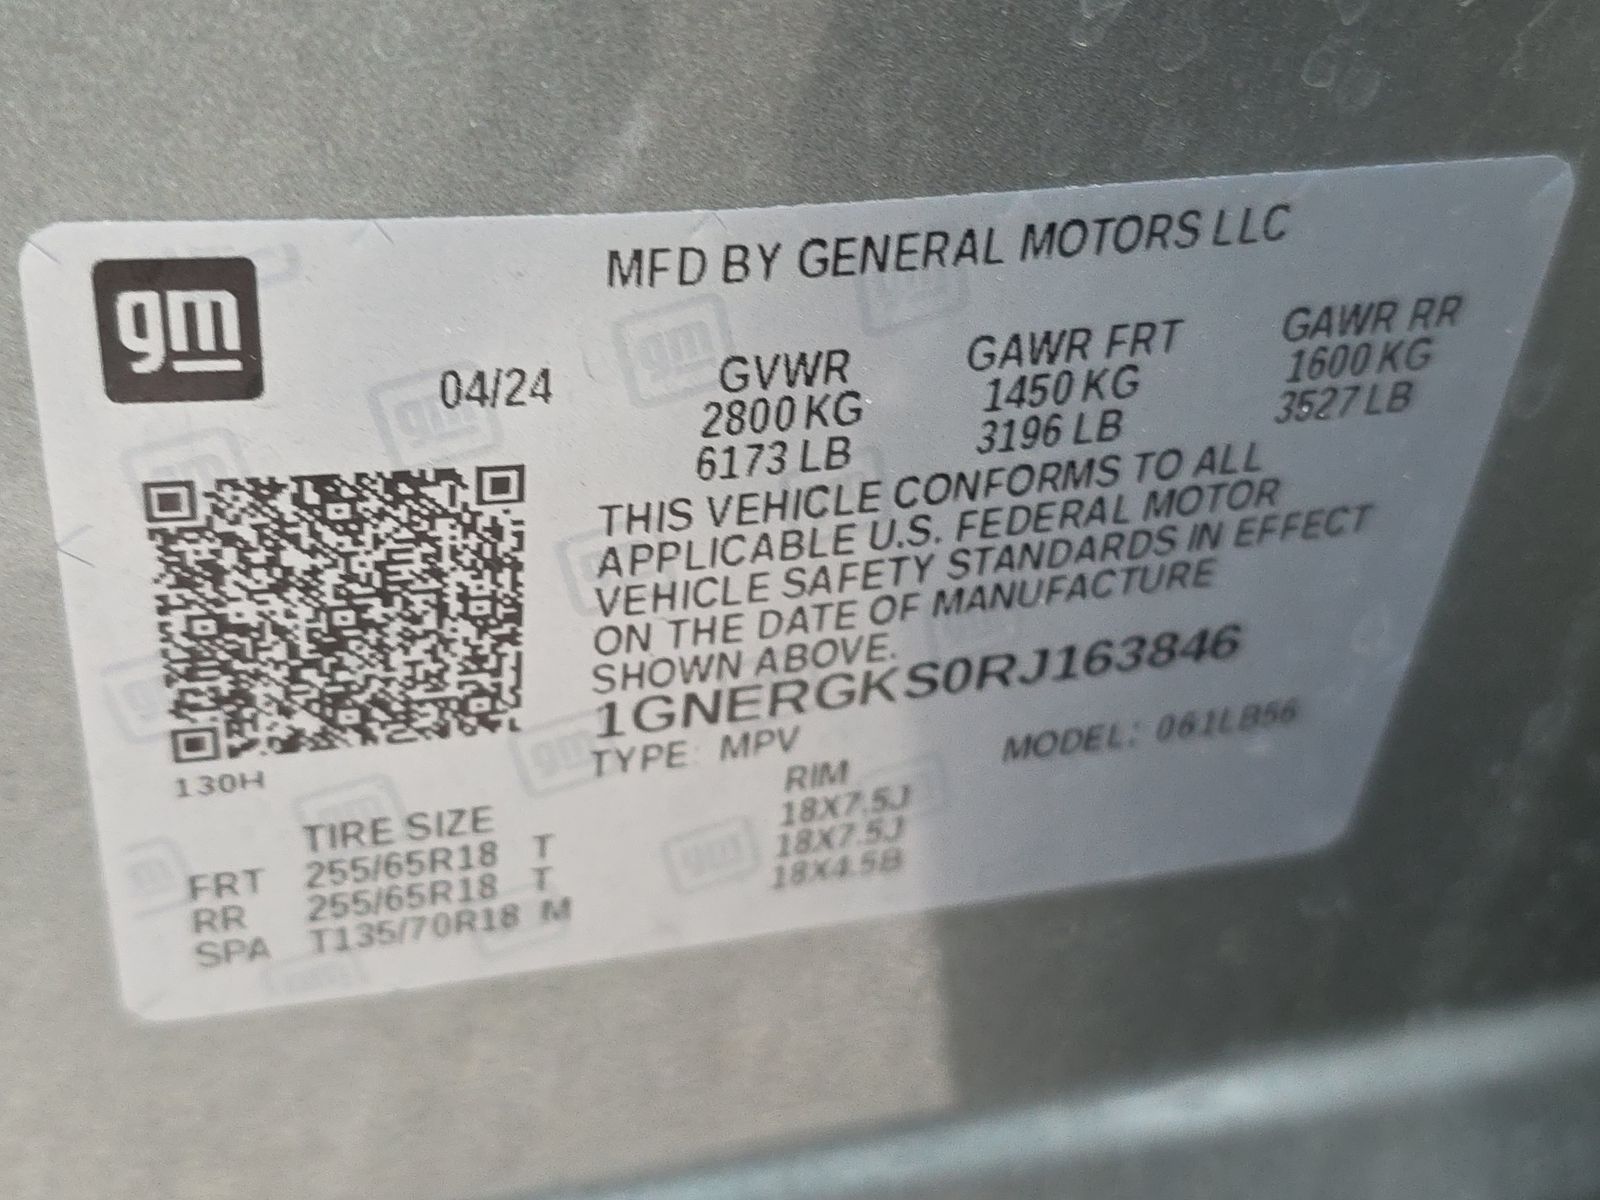 gm
MFD BY GENERAL MOTORS LLC
04/24
GVWR GAWR FRT GAWR RR
2800 KG 1450 KG 1600 KG
6173 LB 3196 LB 3527 LB
THIS VEHICLE CONFORMS TO ALL
APPLICABLE U.S. FEDERAL MOTOR
VEHICLE SAFETY STANDARDS IN EFFECT
ON THE DATE OF MANUFACTURE
SHOWN ABOVE.
1GNERGKS0RJ163846
TYPE: MPV MODEL: 061LB56
130H
TIRE SIZE RIM
FRT 255/65R18 T 18X7.5J
RR 255/65R18 T 18X7.5J
SPA T135/70R18 M 18X4.5B